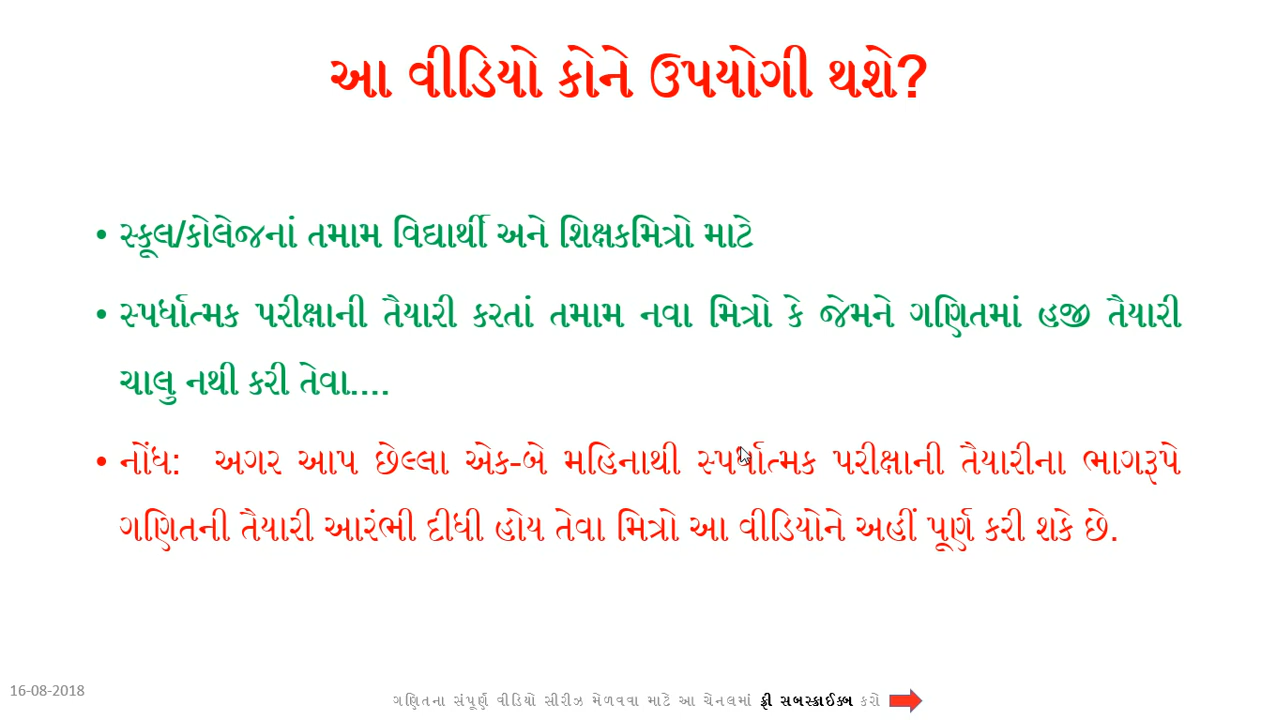 આ વીડિયો કોને ઉપયોગી થશે?
• સ્કૂલ/કોલેજનાં તમામ વિદ્યાર્થી અને શિક્ષકમિત્રો માટે
• સ્પર્ધાત્મક પરીક્ષાની તૈયારી કરતાં તમામ નવા મિત્રો કે જેમને ગણિતમાં હજી તૈયારી
ચાલુ નથી કરી તેવા....
• નોંધ: અગર આપ છેલ્લા એક-બે મહિનાથી સ્પર્ધાત્મક પરીક્ષાની તૈયારીના ભાગરૂપે
ગણિતની તૈયારી આરંભી દીધી હોય તેવા મિત્રો આ વીડિયોને અહીં પૂર્ણ કરી શકે છે.
16-08-2018
ગણિતના સંપૂર્ણ વીડિયો સીરીઝ મેળવવા માટે આ ચેનલમાં ફ્રી સબસ્ક્રાઈક્બ કરો